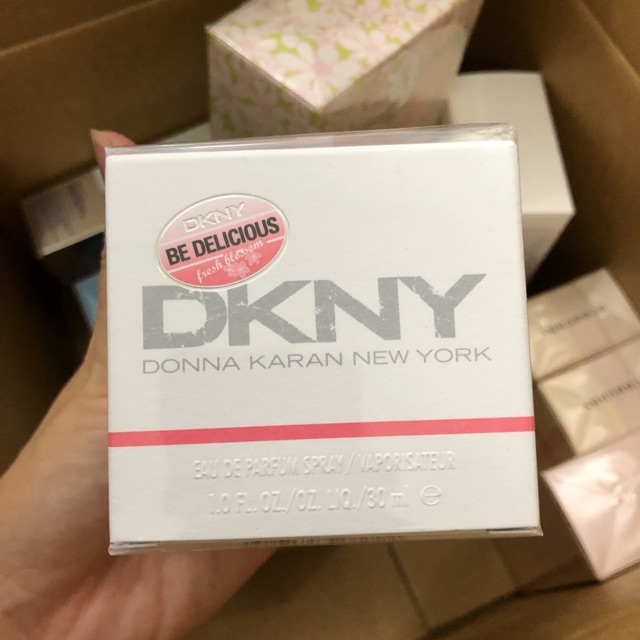 DKNY
BE DELICIOUS
fresh blossom
DKNY
DONNA KARAN NEW YORK
EAU DE PARFUM SPRAY / VAPORISATEUR
1.0 FL. OZ./OZ. LIQ./30 ml ℮